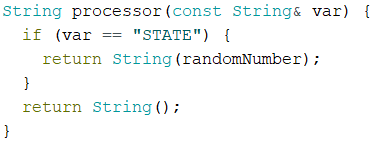 String processor(const String& var) {
  if (var == "STATE") {
    return String(randomNumber);
  }
  return String();
}